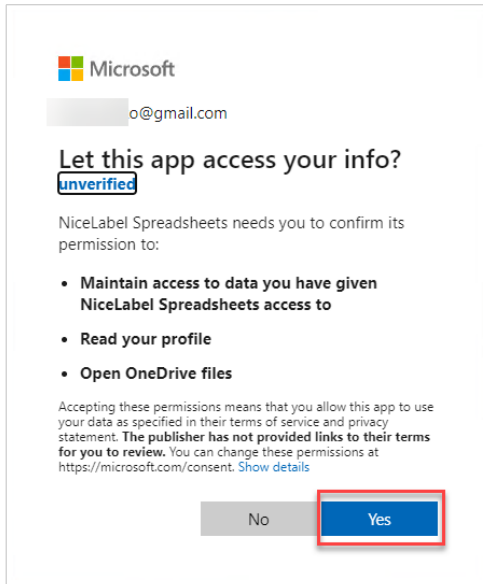 Microsoft
o@gmail.com
Let this app access your info?
unverified
NiceLabel Spreadsheets needs you to confirm its
permission to:
• Maintain access to data you have given
NiceLabel Spreadsheets access to
• Read your profile
• Open OneDrive files
Accepting these permissions means that you allow this app to use
your data as specified in their terms of service and privacy
statement. The publisher has not provided links to their terms
for you to review. You can change these permissions at
https://microsoft.com/consent. Show details
No
Yes